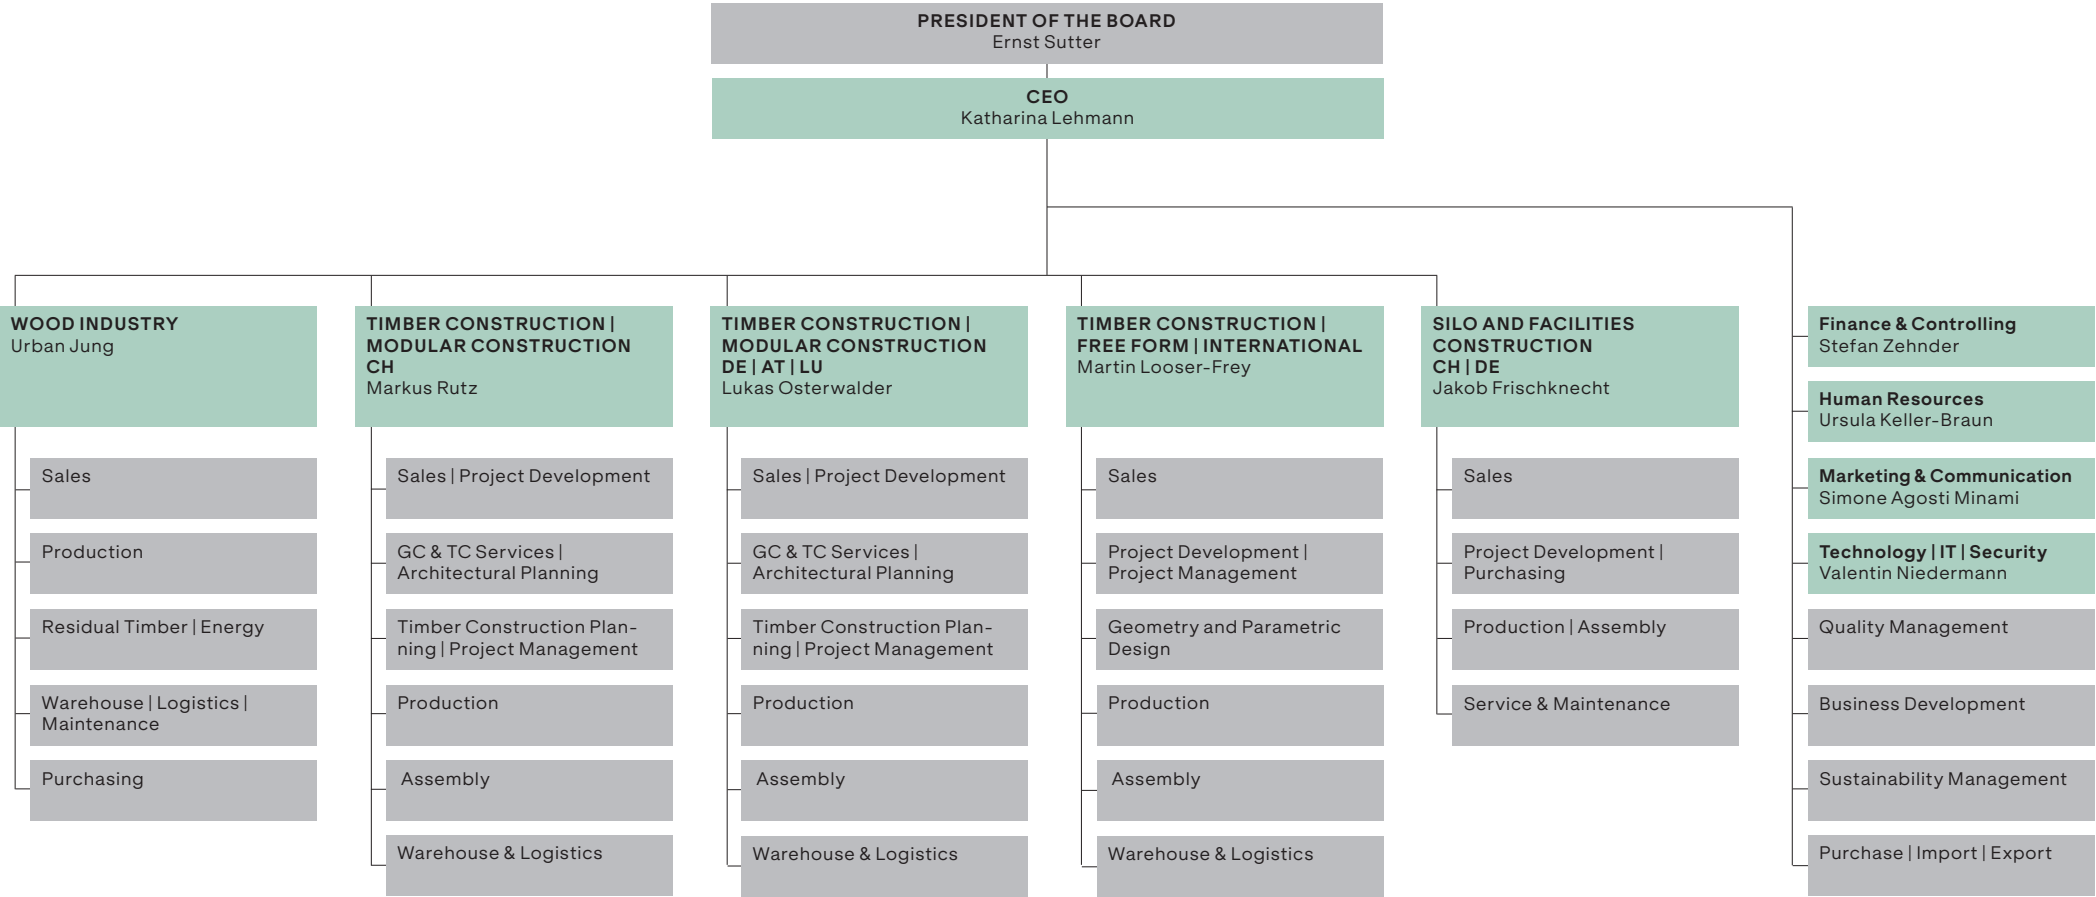 PRESIDENT OF THE BOARD
Ernst Sutter
CEO
Katharina Lehmann
WOOD INDUSTRY
Urban Jung
Sales
Production
Residual Timber | Energy
Warehouse | Logistics |
Maintenance
Purchasing
TIMBER CONSTRUCTION |
MODULAR CONSTRUCTION
CH
Markus Rutz
Sales | Project Development
GC & TC Services |
Architectural Planning
Timber Construction Plan-
ning | Project Management
Production
Assembly
Warehouse & Logistics
TIMBER CONSTRUCTION |
MODULAR CONSTRUCTION
DE | AT | LU
Lukas Osterwalder
Sales | Project Development
GC & TC Services |
Architectural Planning
Timber Construction Plan-
ning | Project Management
Production
Assembly
Warehouse & Logistics
TIMBER CONSTRUCTION |
FREE FORM | INTERNATIONAL
Martin Looser-Frey
Sales
Project Development |
Project Management
Geometry and Parametric
Design
Production
Assembly
Warehouse & Logistics
SILO AND FACILITIES
CONSTRUCTION
CH | DE
Jakob Frischknecht
Sales
Project Development |
Purchasing
Production | Assembly
Service & Maintenance
Finance & Controlling
Stefan Zehnder
Human Resources
Ursula Keller-Braun
Marketing & Communication
Simone Agosti Minami
Technology | IT | Security
Valentin Niedermann
Quality Management
Business Development
Sustainability Management
Purchase | Import | Export